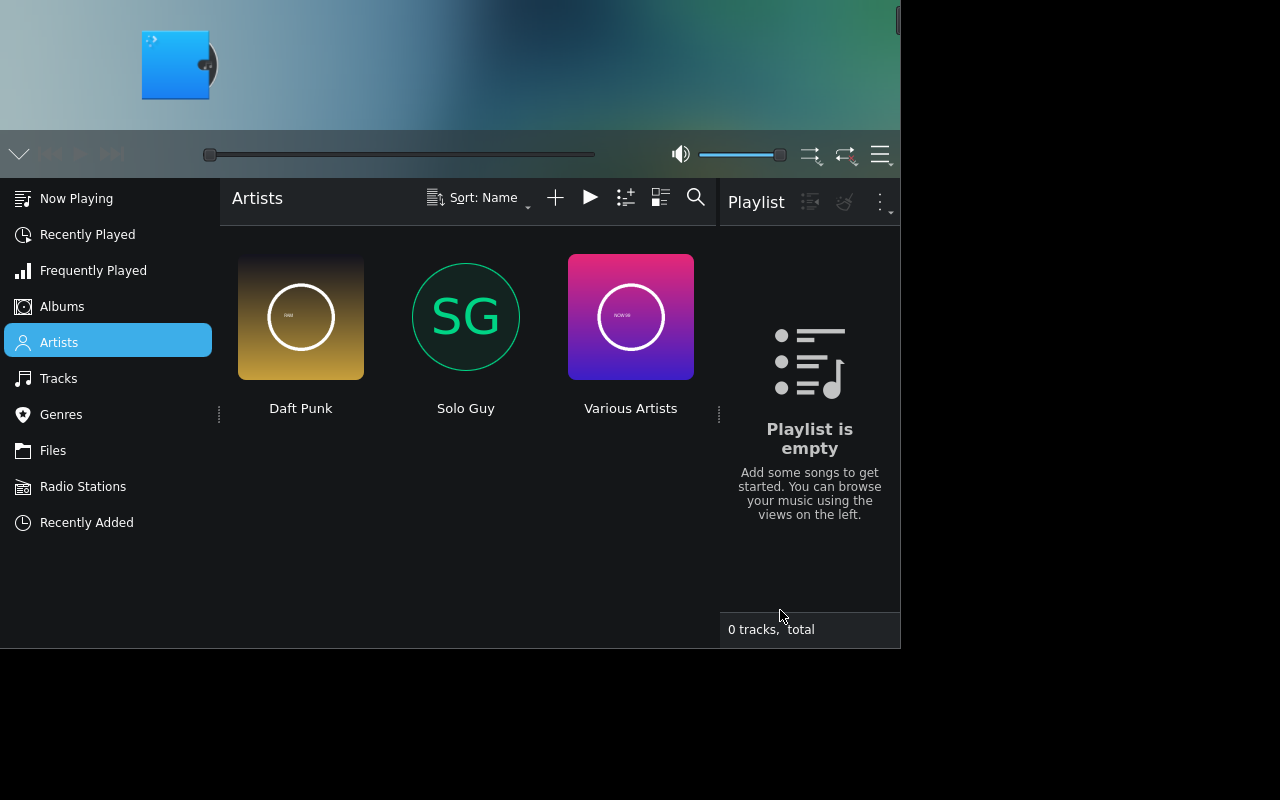 Now Playing
Recently Played
Frequently Played
Albums
Artists
Tracks
Genres
Files
Radio Stations
Recently Added
Artists
Sort: Name
SG
NOW 99
Daft Punk
Solo Guy
Various Artists
Playlist
Playlist is
empty
Add some songs to get
started. You can browse
your music using the
views on the left.
0 tracks,  total